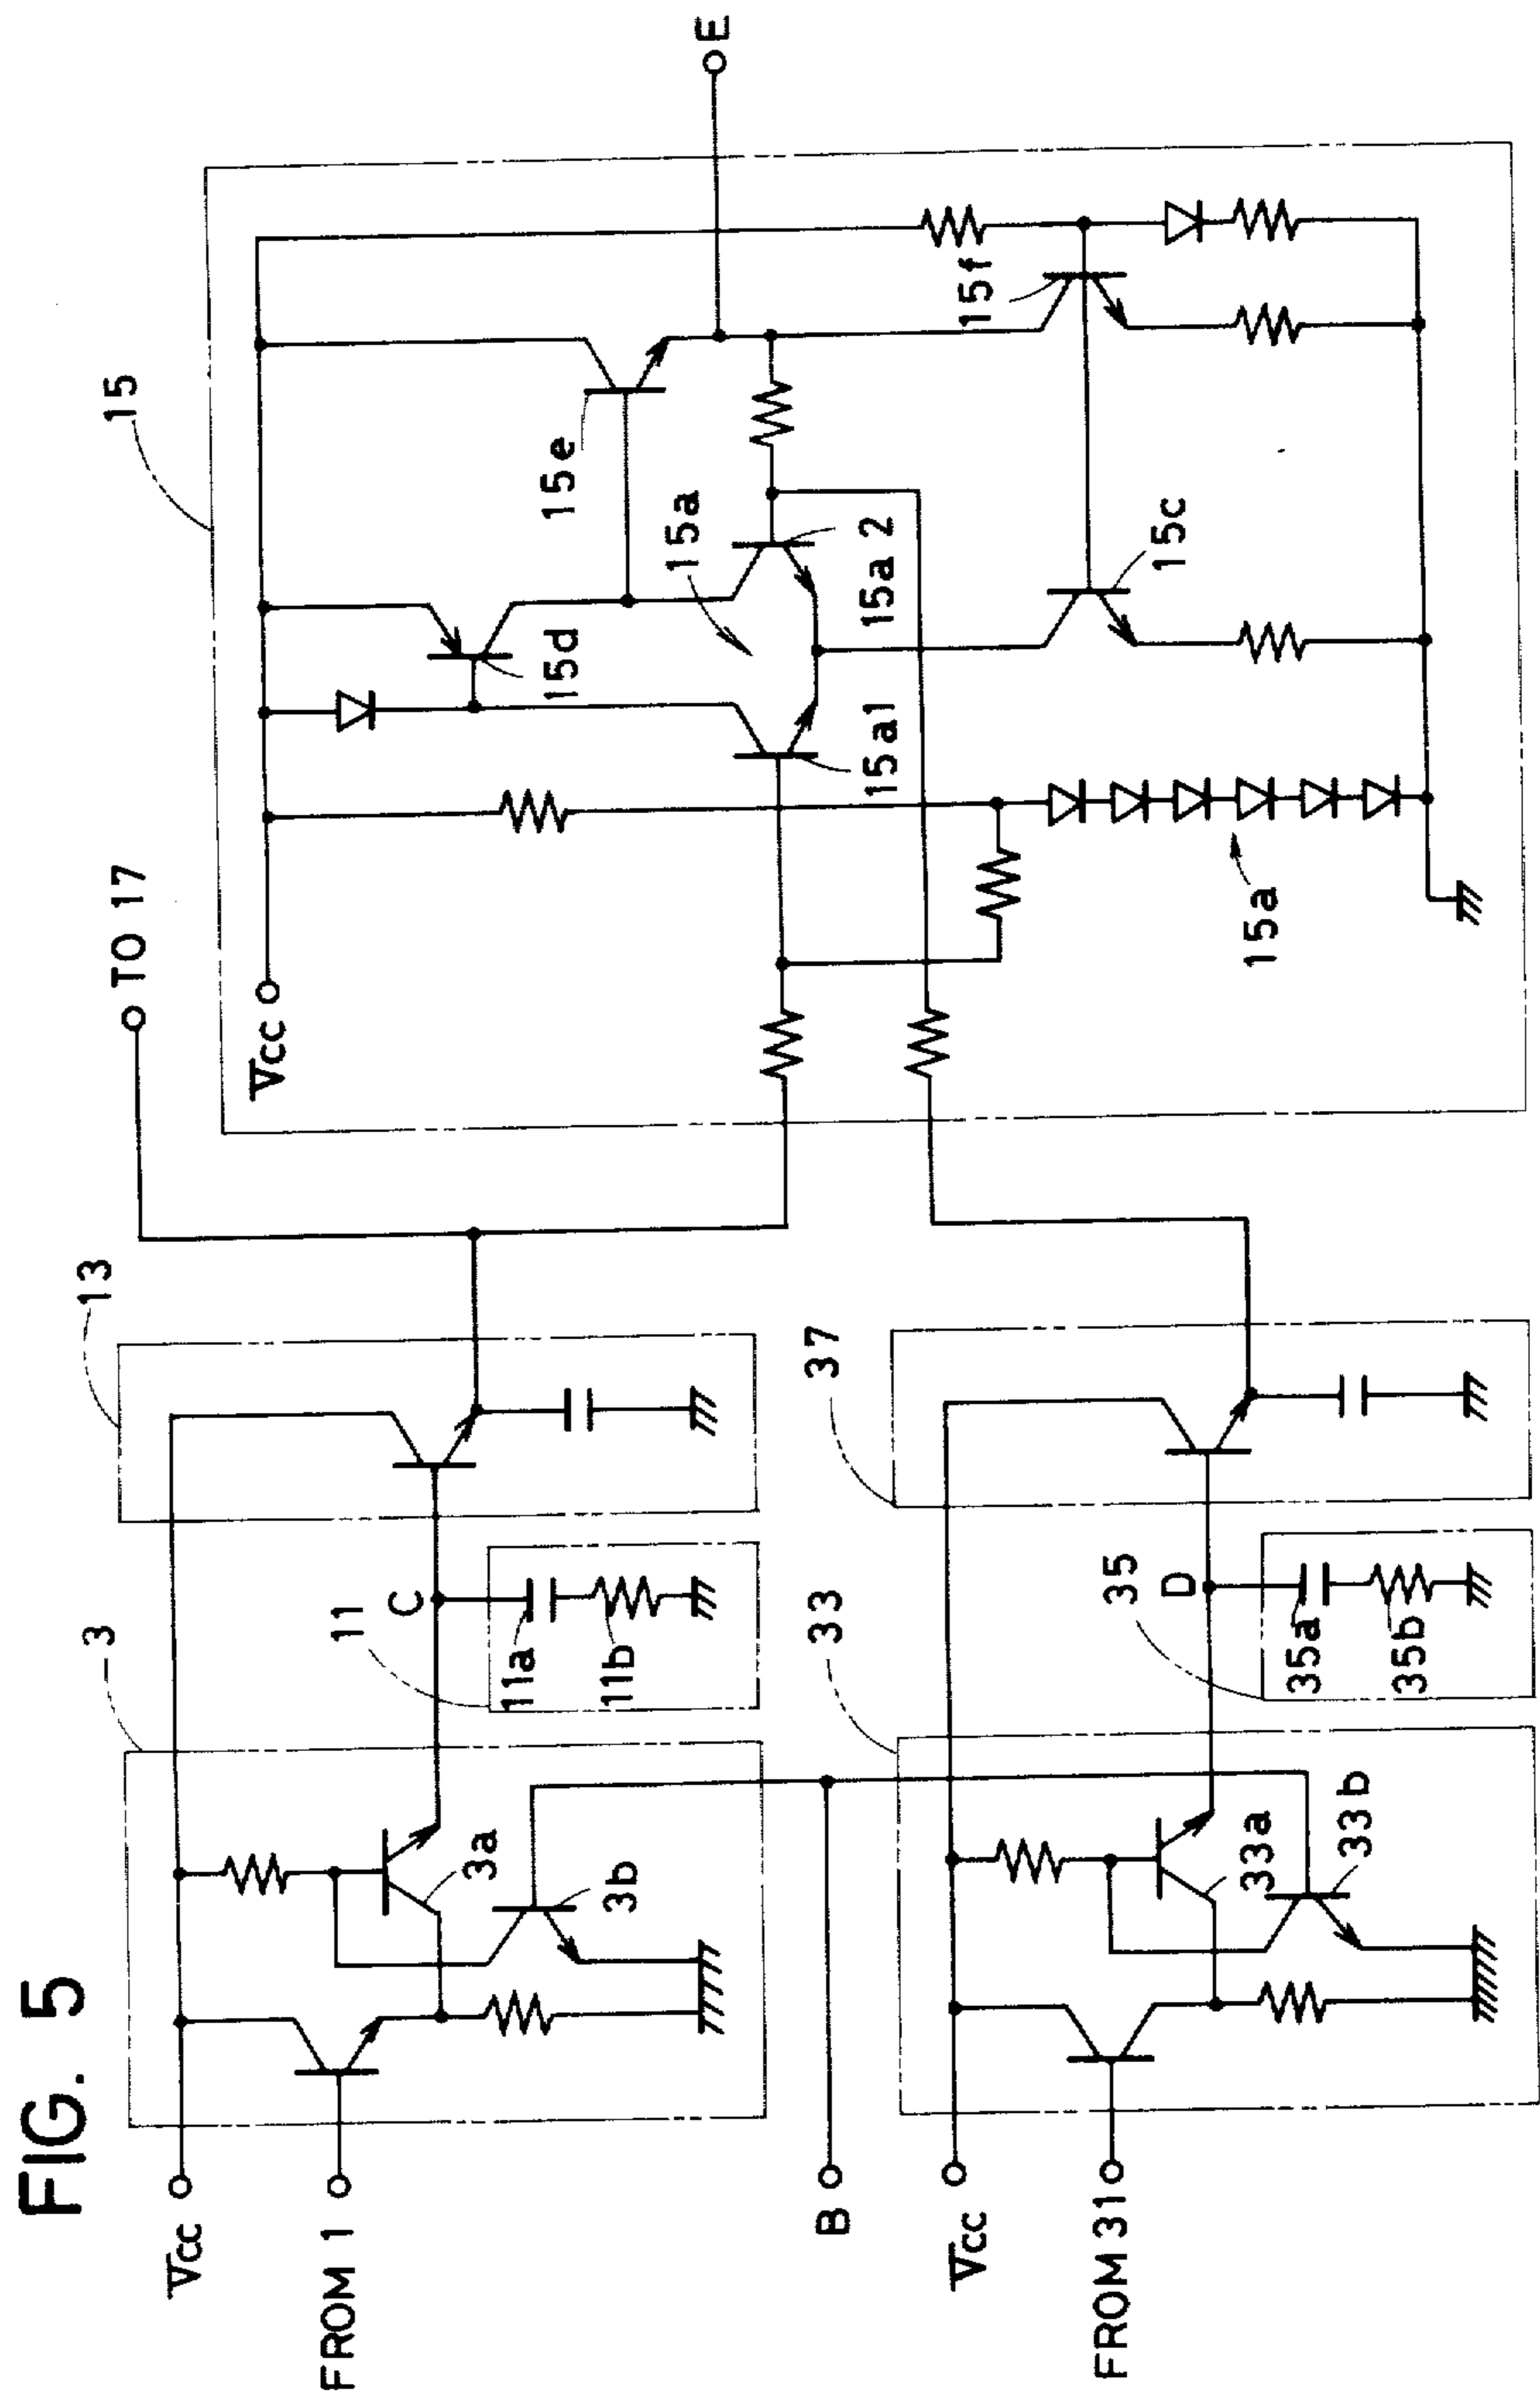 FIG. 5
Vcc
FROM 1
3
3a
3b
11
C
11a
11b
13
TO 17
B
Vcc
FROM 31
33
33a
33b
35
D
35a
35b
37
15
Vcc
15d
15e
15a
15a1
15a2
15f
15c
15a
E